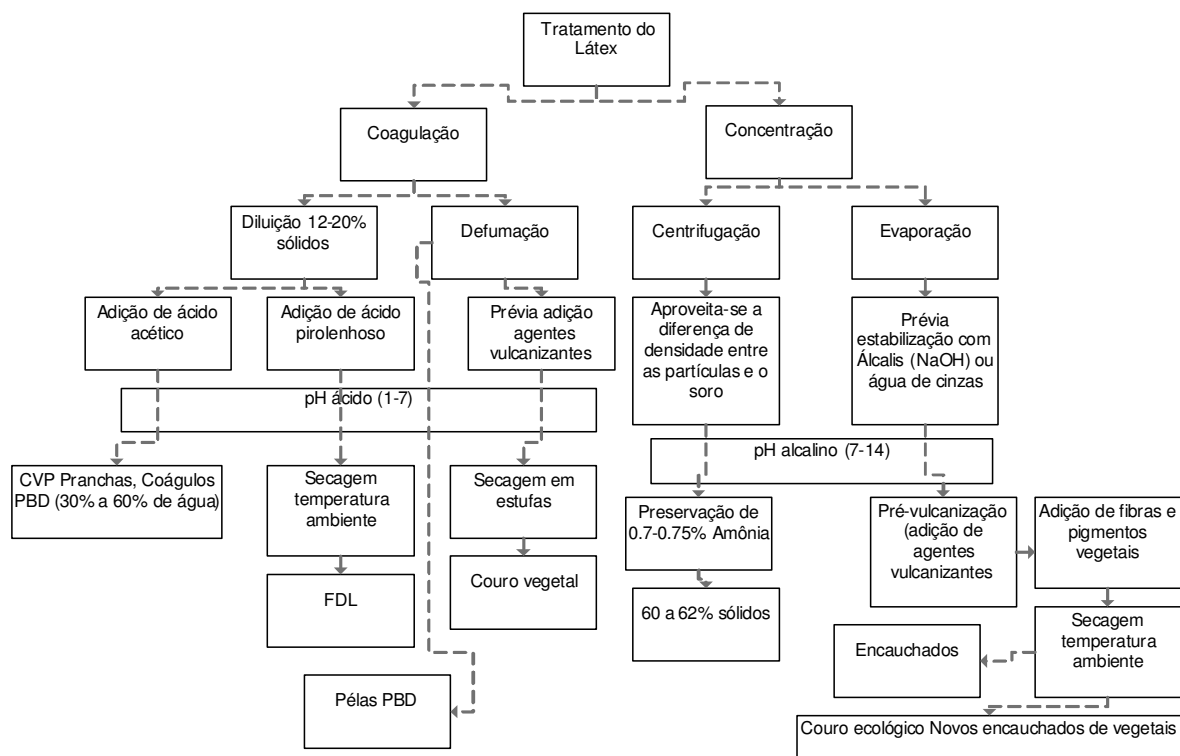 Tratamento do
Látex
Coagulação
Concentração
Diluição 12-20%
sólidos
Defumação
Centrifugação
Evaporação
Adição de ácido
acético
Adição de ácido
pirolenhoso
Prévia adição
agentes
vulcanizantes
Aproveita-se a
diferença de
densidade entre
as partículas e o
soro
Prévia
estabilização com
Álcalis (NaOH) ou
água de cinzas
pH ácido (1-7)
pH alcalino (7-14)
CVP Pranchas, Coágulos
PBD (30% a 60% de água)
Secagem
temperatura
ambiente
Secagem em
estufas
Preservação de
0.7-0.75% Amônia
Pré-vulcanização
(adição de
agentes
vulcanizantes
Adição de fibras e
pigmentos
vegetais
FDL
Couro vegetal
60 a 62% sólidos
Secagem
temperatura
ambiente
Encauchados
Pélas PBD
Couro ecológico Novos encauchados de vegetais